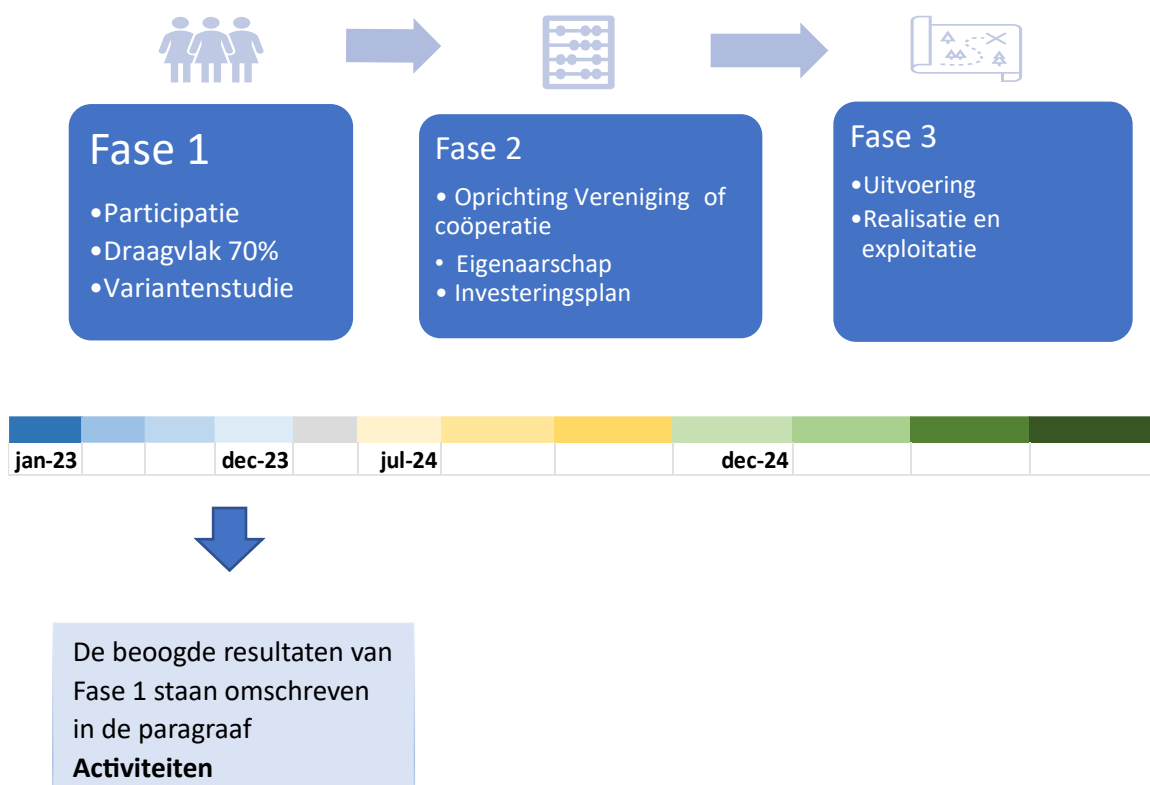 Fase 1
•Participatie
•Draagvlak 70%
•Variantenstudie
Fase 2
• Oprichting Vereniging of
coöperatie
• Eigenaarschap
• Investeringsplan
Fase 3
•Uitvoering
•Realisatie en
exploitatie
jan-23 dec-23 jul-24 dec-24
De beoogde resultaten van
Fase 1 staan omschreven
in de paragraaf
Activiteiten